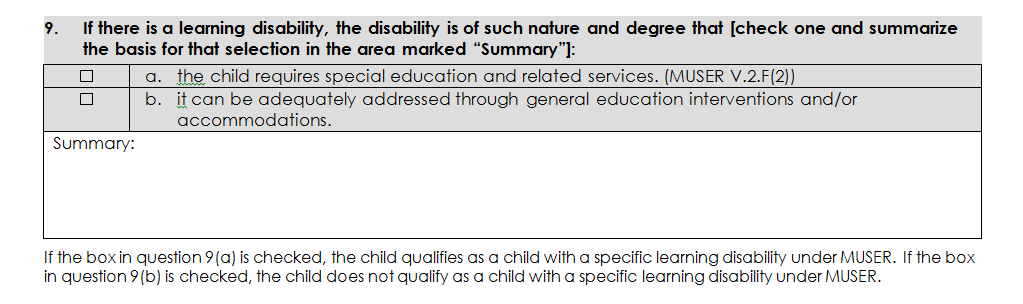 9. If there is a learning disability, the disability is of such nature and degree that [check one and summarize
the basis for that selection in the area marked “Summary”]:
☐ a. the child requires special education and related services. (MUSER V.2.F(2))
☐ b. it can be adequately addressed through general education interventions and/or
accommodations.
Summary:
If the box in question 9(a) is checked, the child qualifies as a child with a specific learning disability under MUSER. If the box
in question 9(b) is checked, the child does not qualify as a child with a specific learning disability under MUSER.